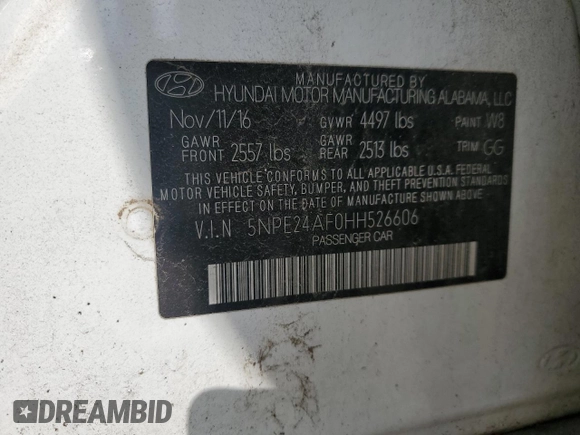 MANUFACTURED BY
HYUNDAI MOTOR MANUFACTURING ALABAMA, LLC
Nov/11/16 GVWR 4497 lbs PAINT W8
GAWR FRONT 2557 lbs GAWR REAR 2513 lbs TRIM GG
THIS VEHICLE CONFORMS TO ALL APPLICABLE U.S.A. FEDERAL
MOTOR VEHICLE SAFETY, BUMPER, AND THEFT PREVENTION STANDARDS
IN EFFECT ON THE DATE OF MANUFACTURE SHOWN ABOVE.
V.I.N 5NPE24AF0HH526606
PASSENGER CAR
DREAMBID